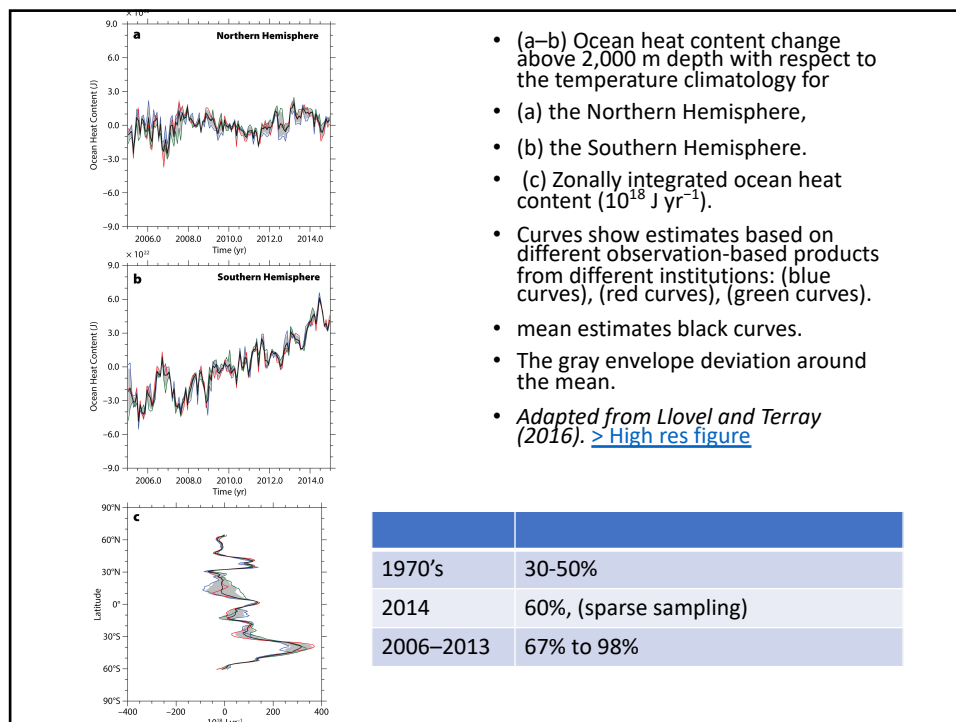 9.0
a
Northern Hemisphere
6.0
3.0
0.0
−3.0
−6.0
−9.0
Ocean Heat Content (J)
2006.0 2008.0 2010.0 2012.0 2014.0
Time (yr)
× 10²²
9.0
b
Southern Hemisphere
6.0
3.0
0.0
−3.0
−6.0
−9.0
Ocean Heat Content (J)
2006.0 2008.0 2010.0 2012.0 2014.0
Time (yr)
90°N
c
60°N
30°N
0°
30°S
60°S
90°S
Latitude
−400 −200 0 200 400
10¹⁸ J yr⁻¹
• (a–b) Ocean heat content change
above 2,000 m depth with respect to
the temperature climatology for
• (a) the Northern Hemisphere,
• (b) the Southern Hemisphere.
• (c) Zonally integrated ocean heat
content (10¹⁸ J yr⁻¹).
• Curves show estimates based on
different observation-based products
from different institutions: (blue
curves), (red curves), (green curves).
• mean estimates black curves.
• The gray envelope deviation around
the mean.
• Adapted from Llovel and Terray
(2016). > High res figure
1970’s 30-50%
2014 60%, (sparse sampling)
2006–2013 67% to 98%